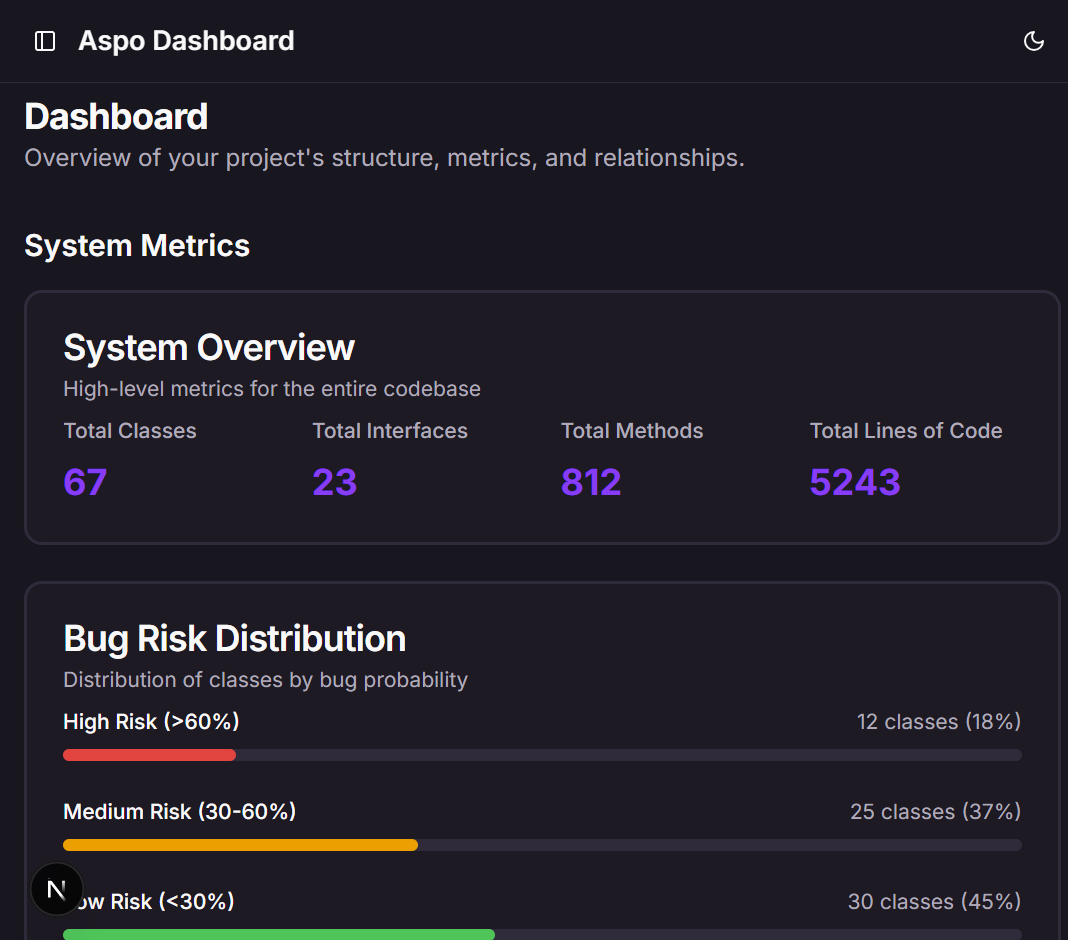 Aspo Dashboard
Dashboard
Overview of your project's structure, metrics, and relationships.
System Metrics
System Overview
High-level metrics for the entire codebase
Total Classes Total Interfaces Total Methods Total Lines of Code
67 23 812 5243
Bug Risk Distribution
Distribution of classes by bug probability
High Risk (>60%) 12 classes (18%)
Medium Risk (30-60%) 25 classes (37%)
N
Low Risk (<30%) 30 classes (45%)